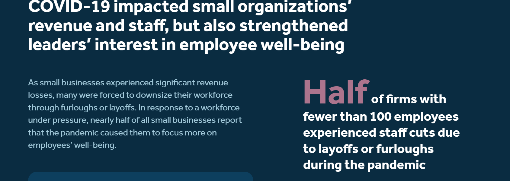 COVID-19 impacted small organizations’
revenue and staff, but also strengthened
leaders’ interest in employee well-being
As small businesses experienced significant revenue
losses, many were forced to downsize their workforce
through furloughs or layoffs. In response to a workforce
under pressure, nearly half of all small businesses report
that the pandemic caused them to focus more on
employees’ well-being.
Half of firms with
fewer than 100 employees
experienced staff cuts due
to layoffs or furloughs
during the pandemic